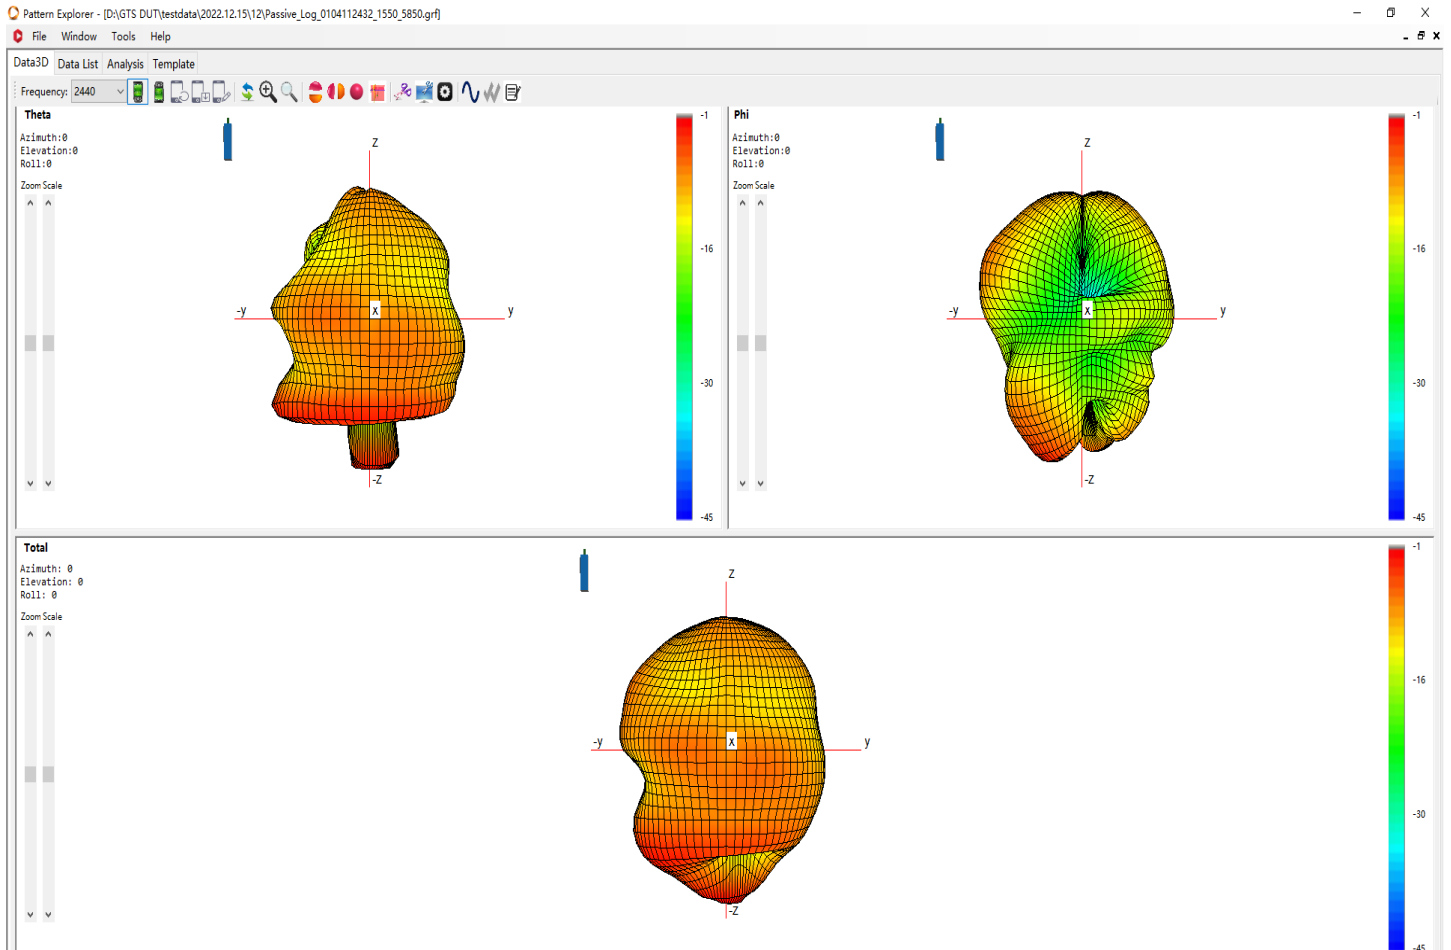 Pattern Explorer - [D:\GTS DUT\testdata\2022.12.15\12\Passive_Log_0104112432_1550_5850.grf]
File Window Tools Help
Data3D Data List Analysis Template
Frequency: 2440
Theta
Azimuth:0
Elevation:0
Roll:0
Zoom Scale
Z
-y
X
y
-Z
-1
-16
-30
-45
Phi
Azimuth:0
Elevation:0
Roll:0
Zoom Scale
Z
-y
X
y
-Z
-1
-16
-30
-45
Total
Azimuth: 0
Elevation: 0
Roll: 0
Zoom Scale
Z
-y
X
y
-Z
-1
-16
-30
-45